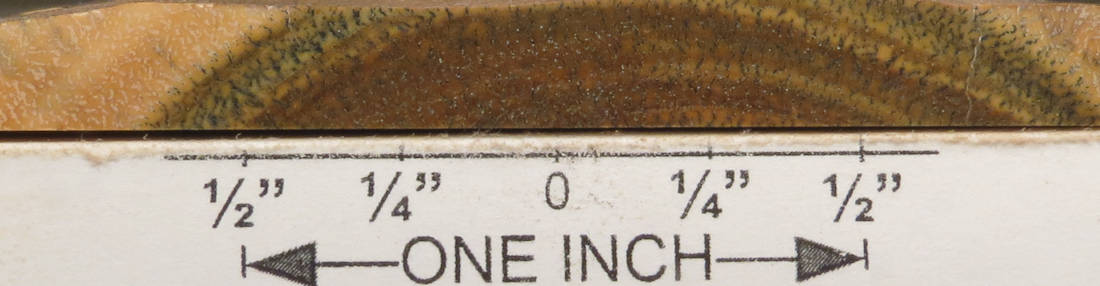 1/2” 1/4” 0 1/4” 1/2”
ONE INCH